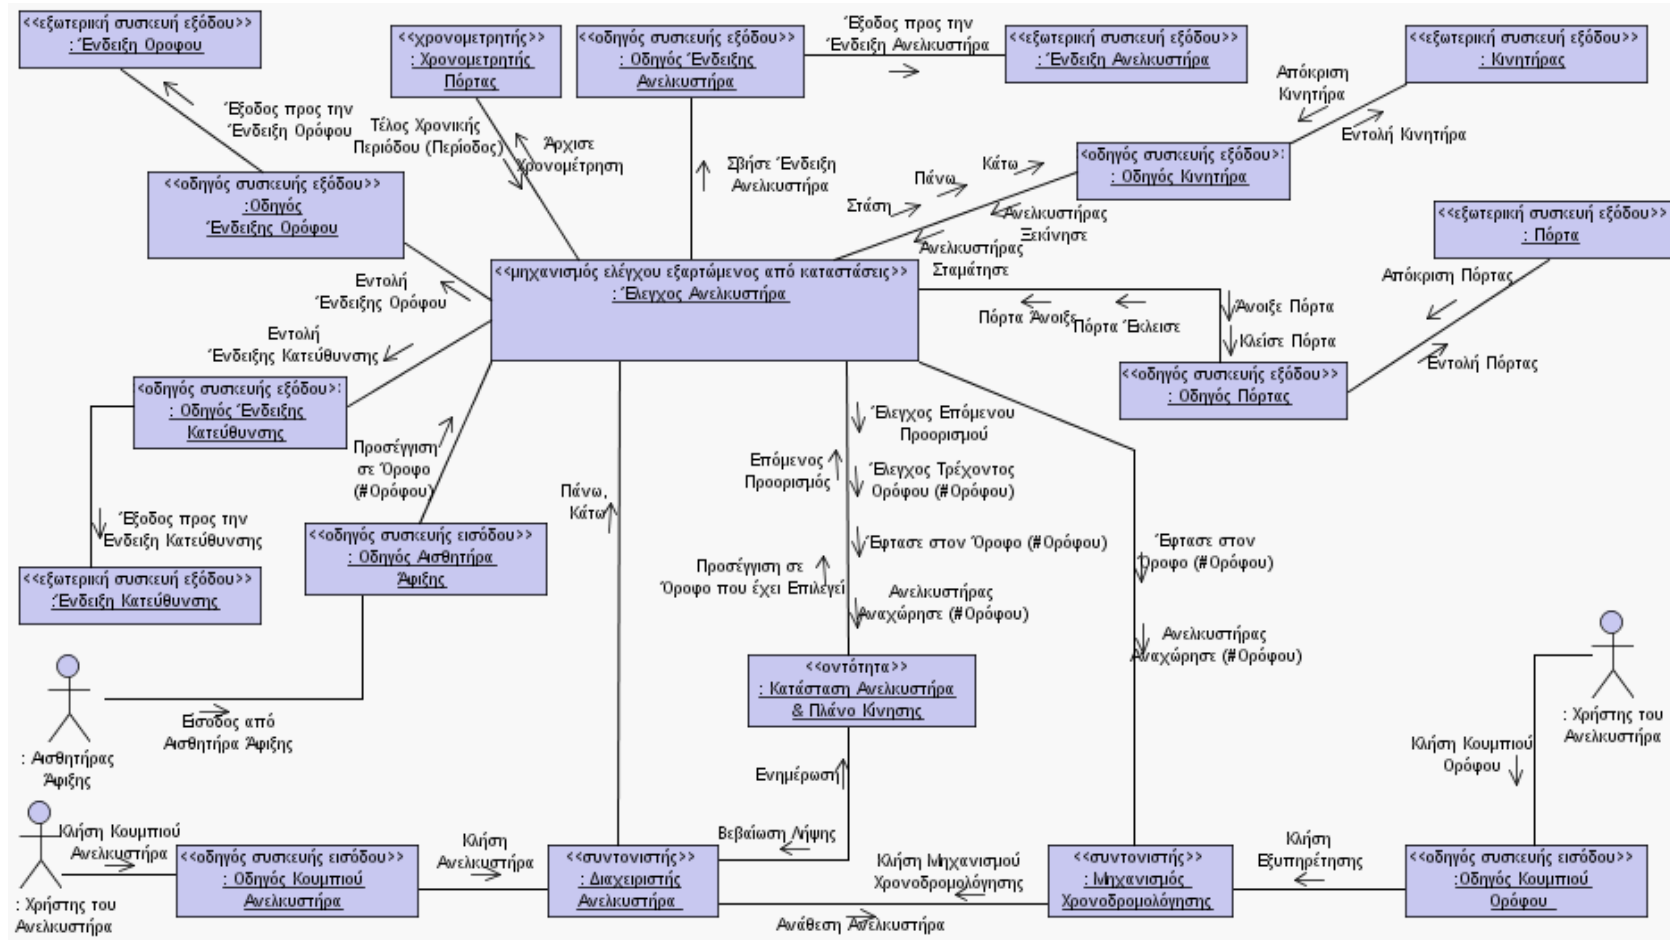 <<εξωτερική συσκευή εξόδου>>
: Ένδειξη Οροφου
<<χρονομετρητής>>
: Χρονομετρητής
Πόρτας
<<οδηγός συσκευής εξόδου>>
: Οδηγός Ένδειξης
Ανελκυστήρα
Έξοδος προς την
Ένδειξη Ανελκυστήρα
<<εξωτερική συσκευή εξόδου>>
: Ένδειξη Ανελκυστήρα
<<εξωτερική συσκευή εξόδου>>
: Κινητήρας
Απόκριση
Κινητήρα
Εντολή Κινητήρα
Έξοδος προς την
Ένδειξη Ορόφου
Τέλος Χρονικής
Περιόδου (Περίοδος)
Άρχισε
Χρονομέτρηση
Σβήσε Ένδειξη
Ανελκυστήρα
Στάση
Πάνω
Κάτω
<οδηγός συσκευής εξόδου>:
: Οδηγός Κινητήρα
Ανελκυστήρας
Ξεκίνησε
Ανελκυστήρας
Σταμάτησε
<<οδηγός συσκευής εξόδου>>
:Οδηγός
Ένδειξης Ορόφου
<<εξωτερική συσκευή εξόδου>>
: Πόρτα
Απόκριση Πόρτας
Εντολή Πόρτας
<<μηχανισμός ελέγχου εξαρτώμενος από καταστάσεις>>
: Έλεγχος Ανελκυστήρα
Εντολή
Ένδειξης Ορόφου
Πόρτα Άνοιξε
Πόρτα Έκλεισε
Άνοιξε Πόρτα
Κλείσε Πόρτα
Εντολή
Ένδειξης Κατεύθυνσης
<<οδηγός συσκευής εξόδου>>
: Οδηγός Πόρτας
<οδηγός συσκευής εξόδου>:
: Οδηγός Ένδειξης
Κατεύθυνσης
Προσέγγιση
σε Όροφο
(#Ορόφου)
Έλεγχος Επόμενου
Προορισμού
Επόμενος
Προορισμός
Έλεγχος Τρέχοντος
Ορόφου (#Ορόφου)
Πάνω,
Κάτω
Έξοδος προς την
Ένδειξη Κατεύθυνσης
<<οδηγός συσκευής εισόδου>>
: Οδηγός Αισθητήρα
Άφιξης
Έφτασε στον Όροφο (#Ορόφου)
Έφτασε στον
Όροφο (#Ορόφου)
<<εξωτερική συσκευή εξόδου>>
:Ένδειξη Κατεύθυνσης
Προσέγγιση σε
Όροφο που έχει Επιλεγεί
Ανελκυστήρας
Αναχώρησε (#Ορόφου)
Ανελκυστήρας
Αναχώρησε (#Ορόφου)
<<οντότητα>>
: Κατάσταση Ανελκυστήρα
& Πλάνο Κίνησης
Είσοδος από
Αισθητήρα Άφιξης
: Αισθητήρας
Άφιξης
: Χρήστης του
Ανελκυστήρα
Κλήση Κουμπιού
Ορόφου
Ενημέρωση
Βεβαίωση Λήψης
Κλήση Κουμπιού
Ανελκυστήρα
: Χρήστης του
Ανελκυστήρα
<<οδηγός συσκευής εισόδου>>
: Οδηγός Κουμπιού
Ανελκυστήρα
Κλήση
Ανελκυστήρα
<<συντονιστής>>
: Διαχειριστής
Ανελκυστήρα
Κλήση Μηχανισμού
Χρονοδρομολόγησης
Ανάθεση Ανελκυστήρα
<<συντονιστής>>
: Μηχανισμός
Χρονοδρομολόγησης
Κλήση
Εξυπηρέτησης
<<οδηγός συσκευής εισόδου>>
:Οδηγός Κουμπιού
Ορόφου